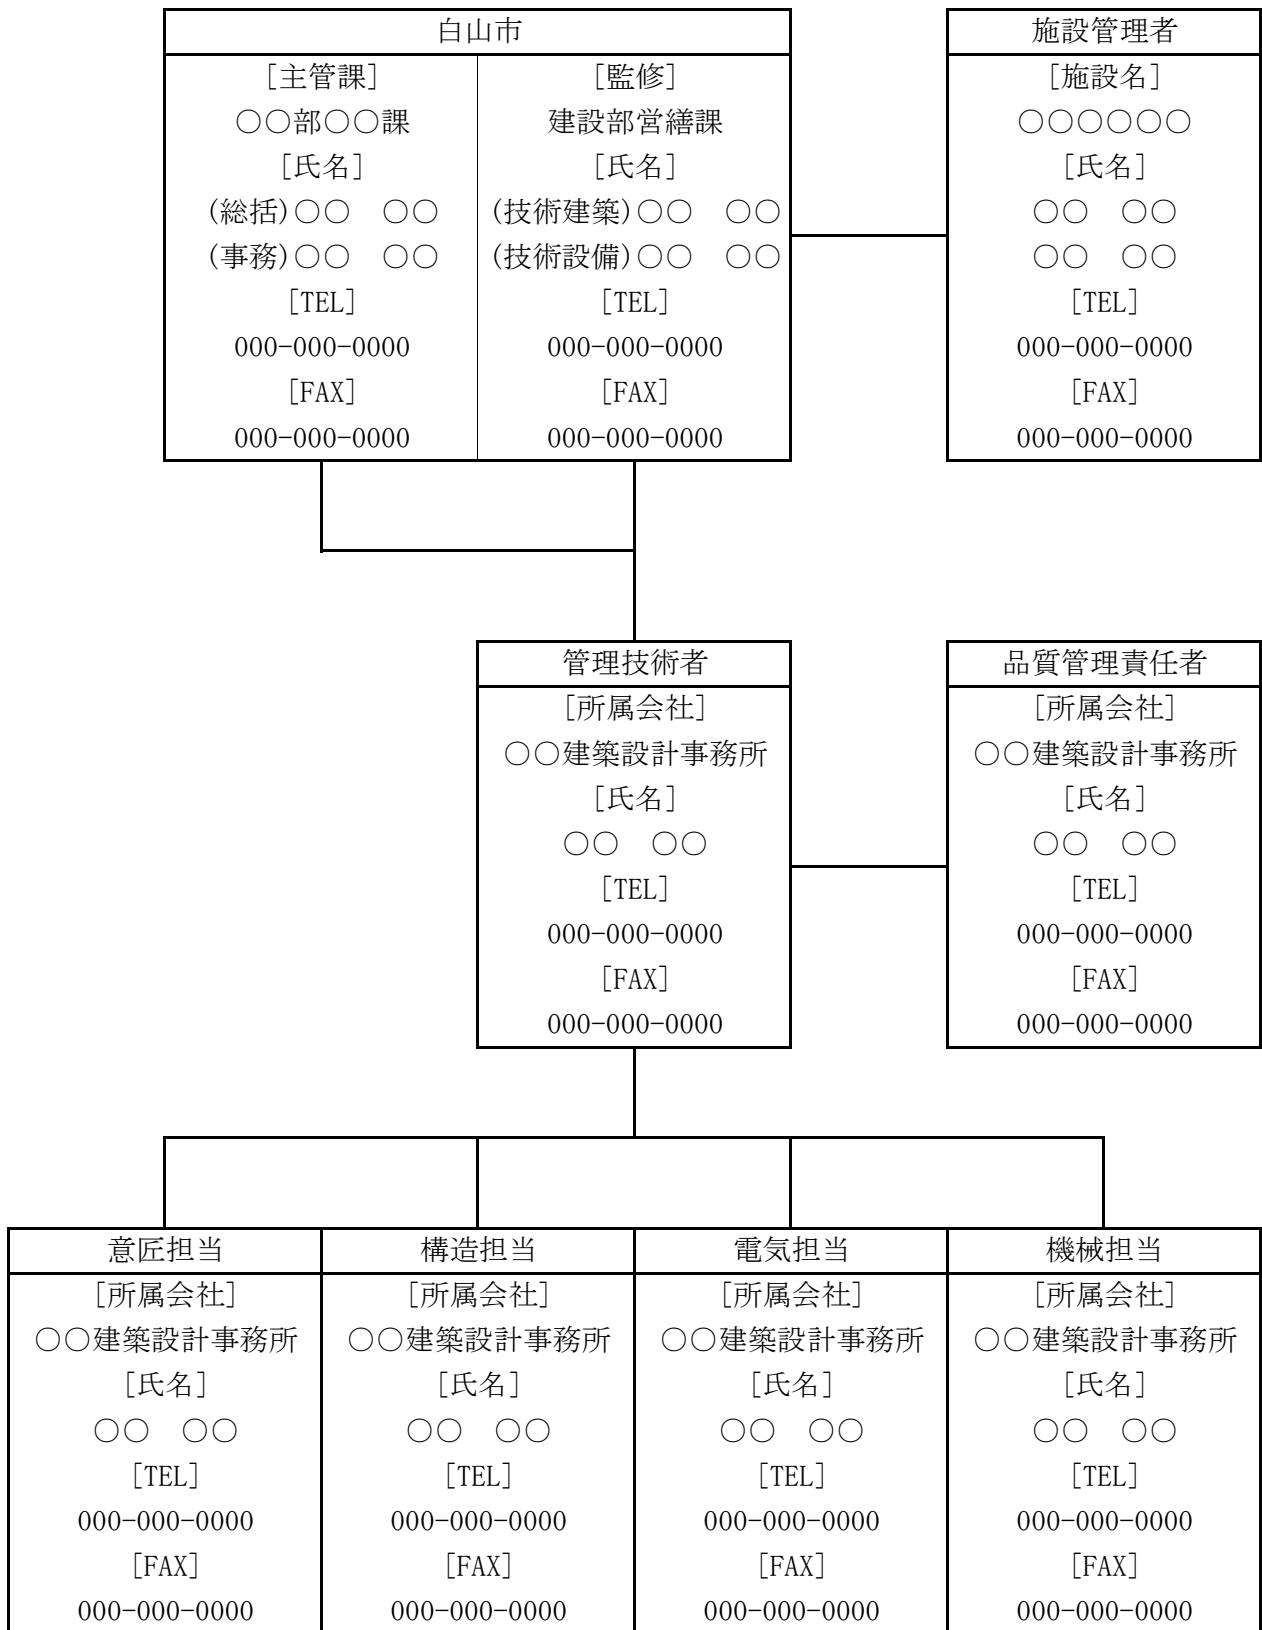 白山市
[主管課]
○○部○○課
[氏名]
(総括)○○　○○
(事務)○○　○○
[TEL]
000-000-0000
[FAX]
000-000-0000
[監修]
建設部営繕課
[氏名]
(技術建築)○○　○○
(技術設備)○○　○○
[TEL]
000-000-0000
[FAX]
000-000-0000
施設管理者
[施設名]
○○○○○○
[氏名]
○○　○○
○○　○○
[TEL]
000-000-0000
[FAX]
000-000-0000
管理技術者
[所属会社]
○○建築設計事務所
[氏名]
○○　○○
[TEL]
000-000-0000
[FAX]
000-000-0000
品質管理責任者
[所属会社]
○○建築設計事務所
[氏名]
○○　○○
[TEL]
000-000-0000
[FAX]
000-000-0000
意匠担当
[所属会社]
○○建築設計事務所
[氏名]
○○　○○
[TEL]
000-000-0000
[FAX]
000-000-0000
構造担当
[所属会社]
○○建築設計事務所
[氏名]
○○　○○
[TEL]
000-000-0000
[FAX]
000-000-0000
電気担当
[所属会社]
○○建築設計事務所
[氏名]
○○　○○
[TEL]
000-000-0000
[FAX]
000-000-0000
機械担当
[所属会社]
○○建築設計事務所
[氏名]
○○　○○
[TEL]
000-000-0000
[FAX]
000-000-0000